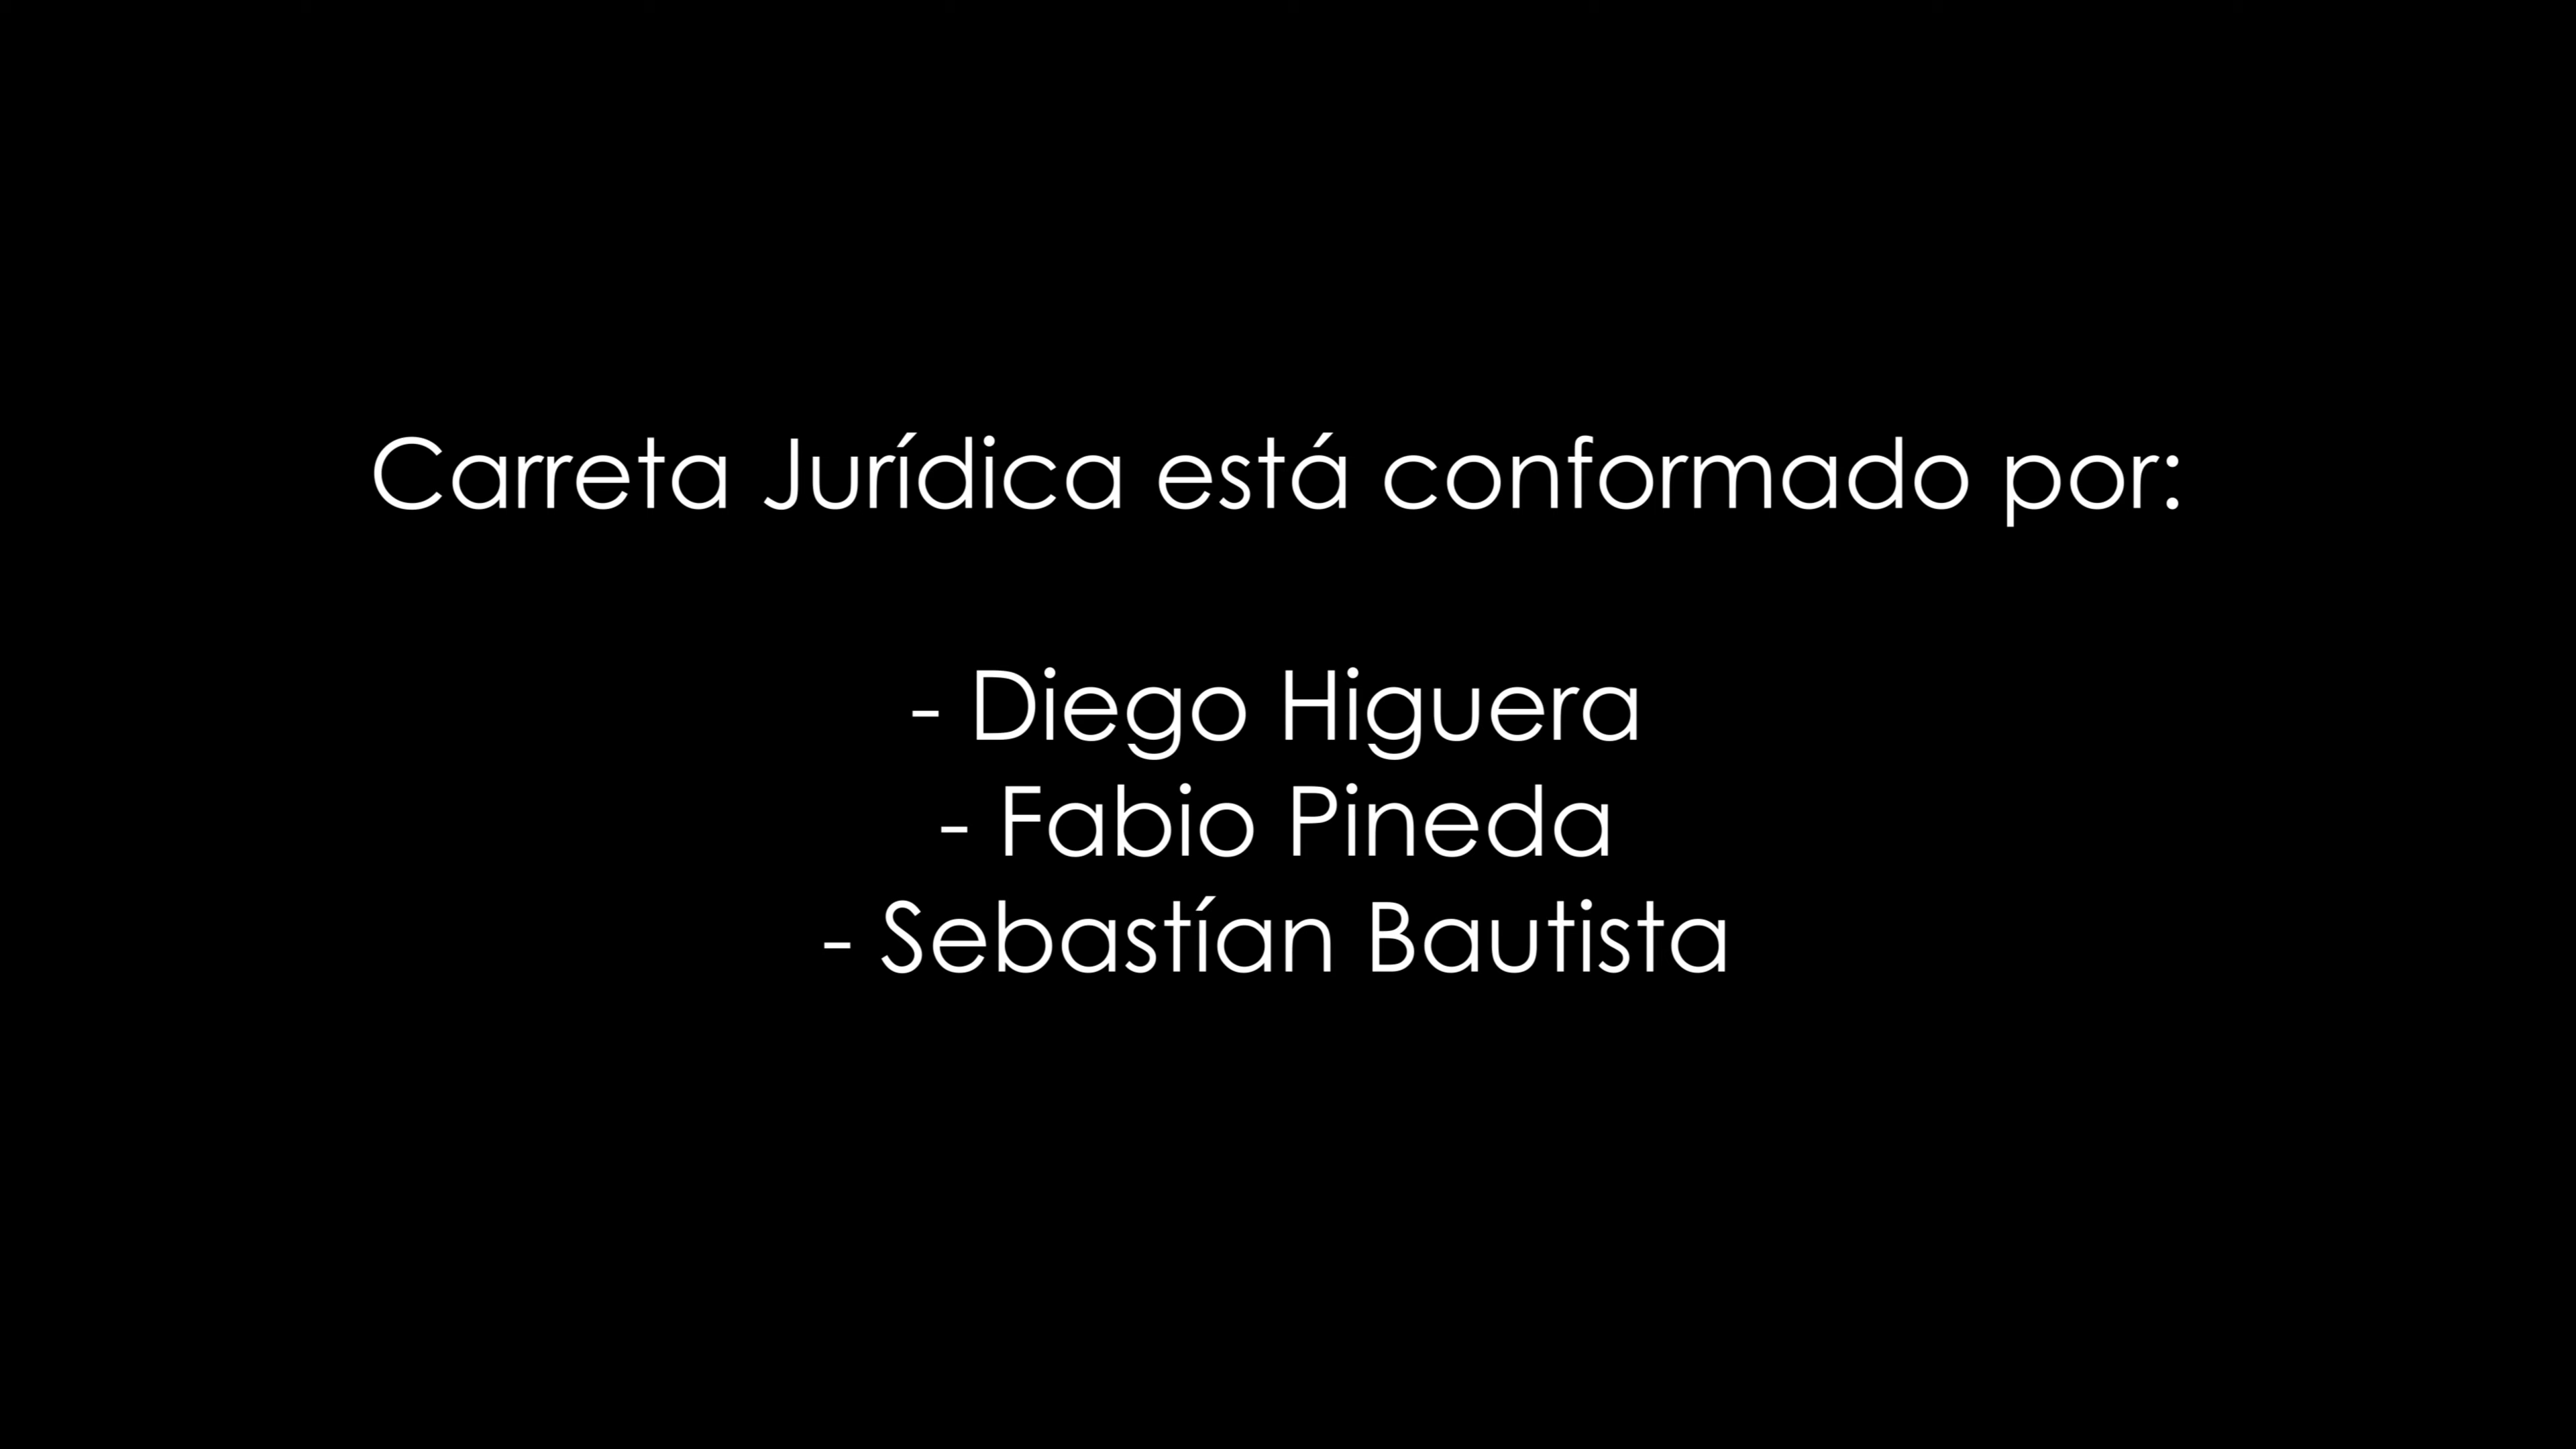 Carreta Jurídica está conformado por:
- Diego Higuera
- Fabio Pineda
- Sebastían Bautista